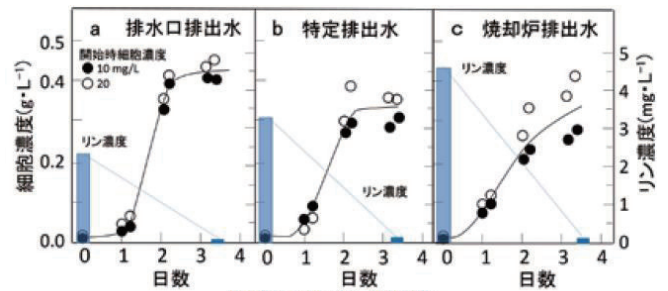 a 排水口排出水
b 特定排出水
c 焼却炉排出水
細胞濃度(g・L⁻¹)
0.5
0.4
0.2
0.0
開始時細胞濃度
● 10 mg/L
○ 20
リン濃度
リン濃度
リン濃度
リン濃度(mg・L⁻¹)
5
4
3
2
1
0
0 1 2 3 4
0 1 2 3 4
0 1 2 3 4
日数
日数
日数